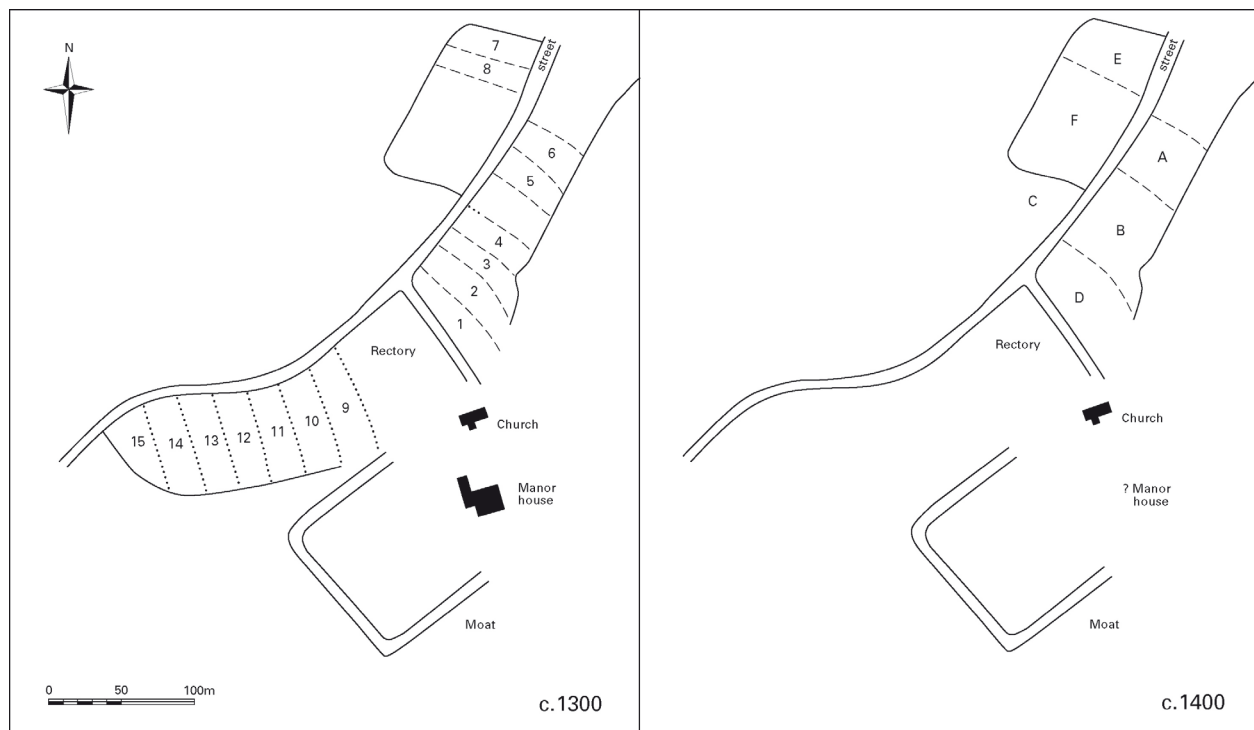 N
7
8
street
6
5
4
3
2
1
Rectory
9
10
11
12
13
14
15
Church
Manor
house
Moat
0 50 100m
c.1300
E
street
F
A
C
B
D
Rectory
Church
? Manor
house
Moat
c.1400